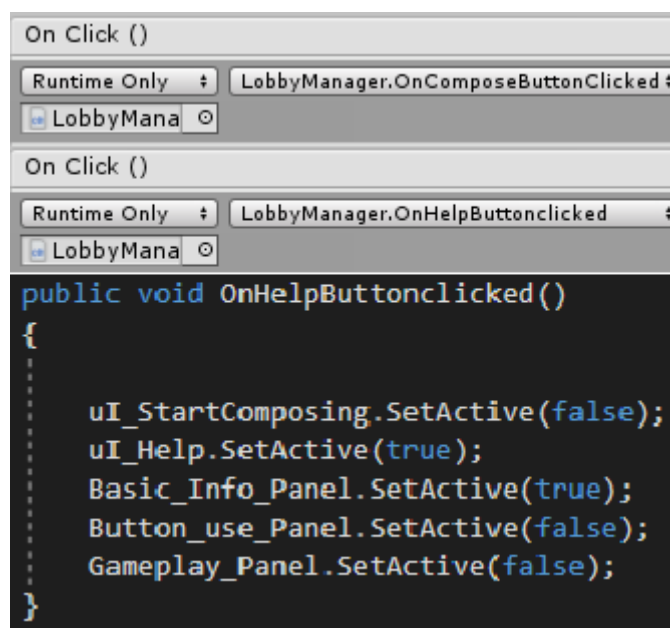 On Click ()
Runtime Only LobbyManager.OnComposeButtonClicked
LobbyMana
On Click ()
Runtime Only LobbyManager.OnHelpButtonclicked
LobbyMana
public void OnHelpButtonclicked()
{
uI_StartComposing.SetActive(false);
uI_Help.SetActive(true);
Basic_Info_Panel.SetActive(true);
Button_use_Panel.SetActive(false);
Gameplay_Panel.SetActive(false);
}